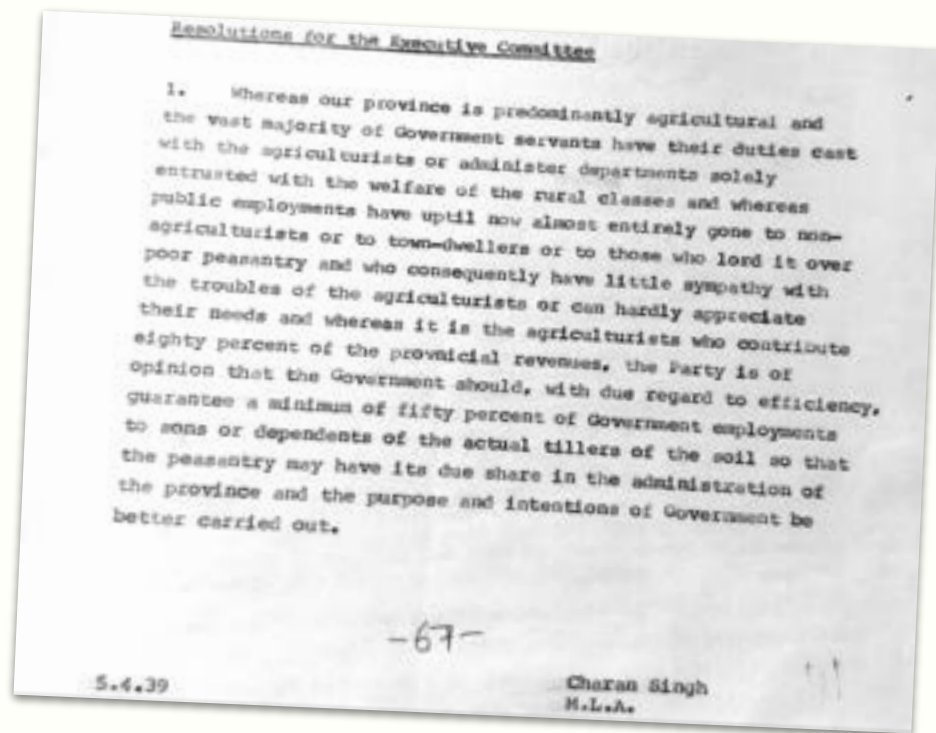 Resolutions for the Executive Committee
1. Whereas our province is predominantly agricultural and
the vast majority of Government servants have their duties cast
with the agriculturists or administer departments solely
entrusted with the welfare of the rural classes and whereas
public employments have uptil now almost entirely gone to non-
agriculturists or to town-dwellers or to those who lord it over
poor peasantry and who consequently have little sympathy with
the troubles of the agriculturists or can hardly appreciate
their needs and whereas it is the agriculturists who contribute
eighty percent of the provnicial revenues, the Party is of
opinion that the Government should, with due regard to efficiency,
guarantee a minimum of fifty percent of Government employments
to sons or dependents of the actual tillers of the soil so that
the peasantry may have its due share in the administration of
the province and the purpose and intentions of Government be
better carried out.
-67-
5.4.39
Charan Singh
M.L.A.